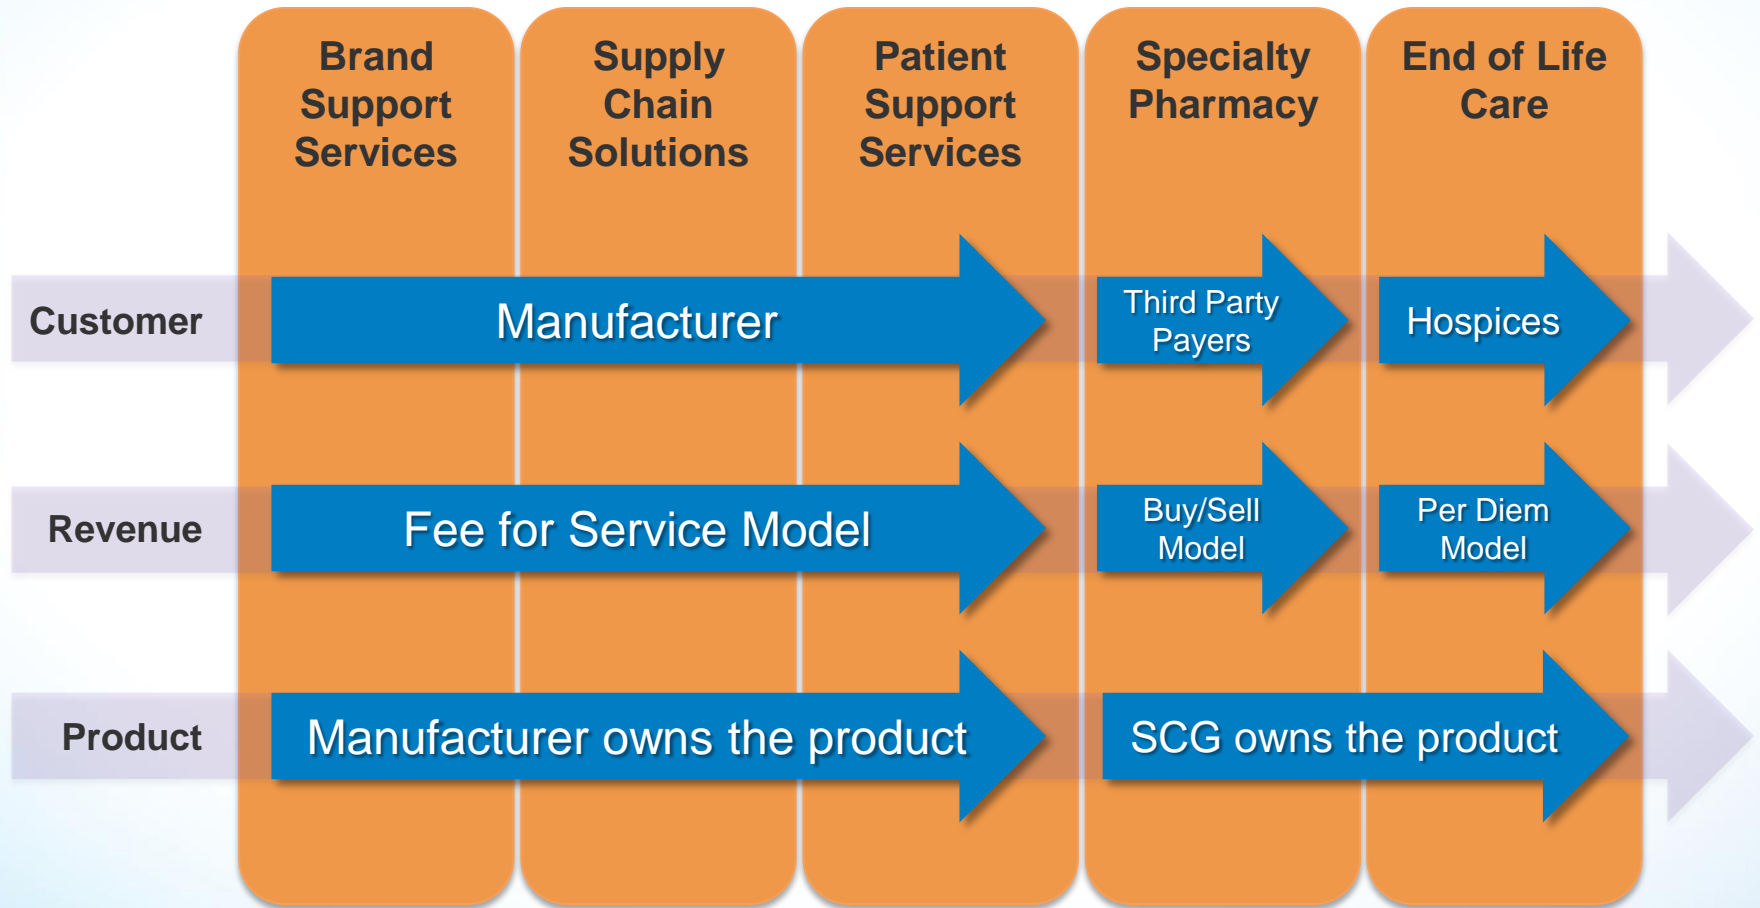 Brand
Support
Services
Supply
Chain
Solutions
Patient
Support
Services
Specialty
Pharmacy
End of Life
Care
Customer
Manufacturer
Third Party
Payers
Hospices
Revenue
Fee for Service Model
Buy/Sell
Model
Per Diem
Model
Product
Manufacturer owns the product
SCG owns the product